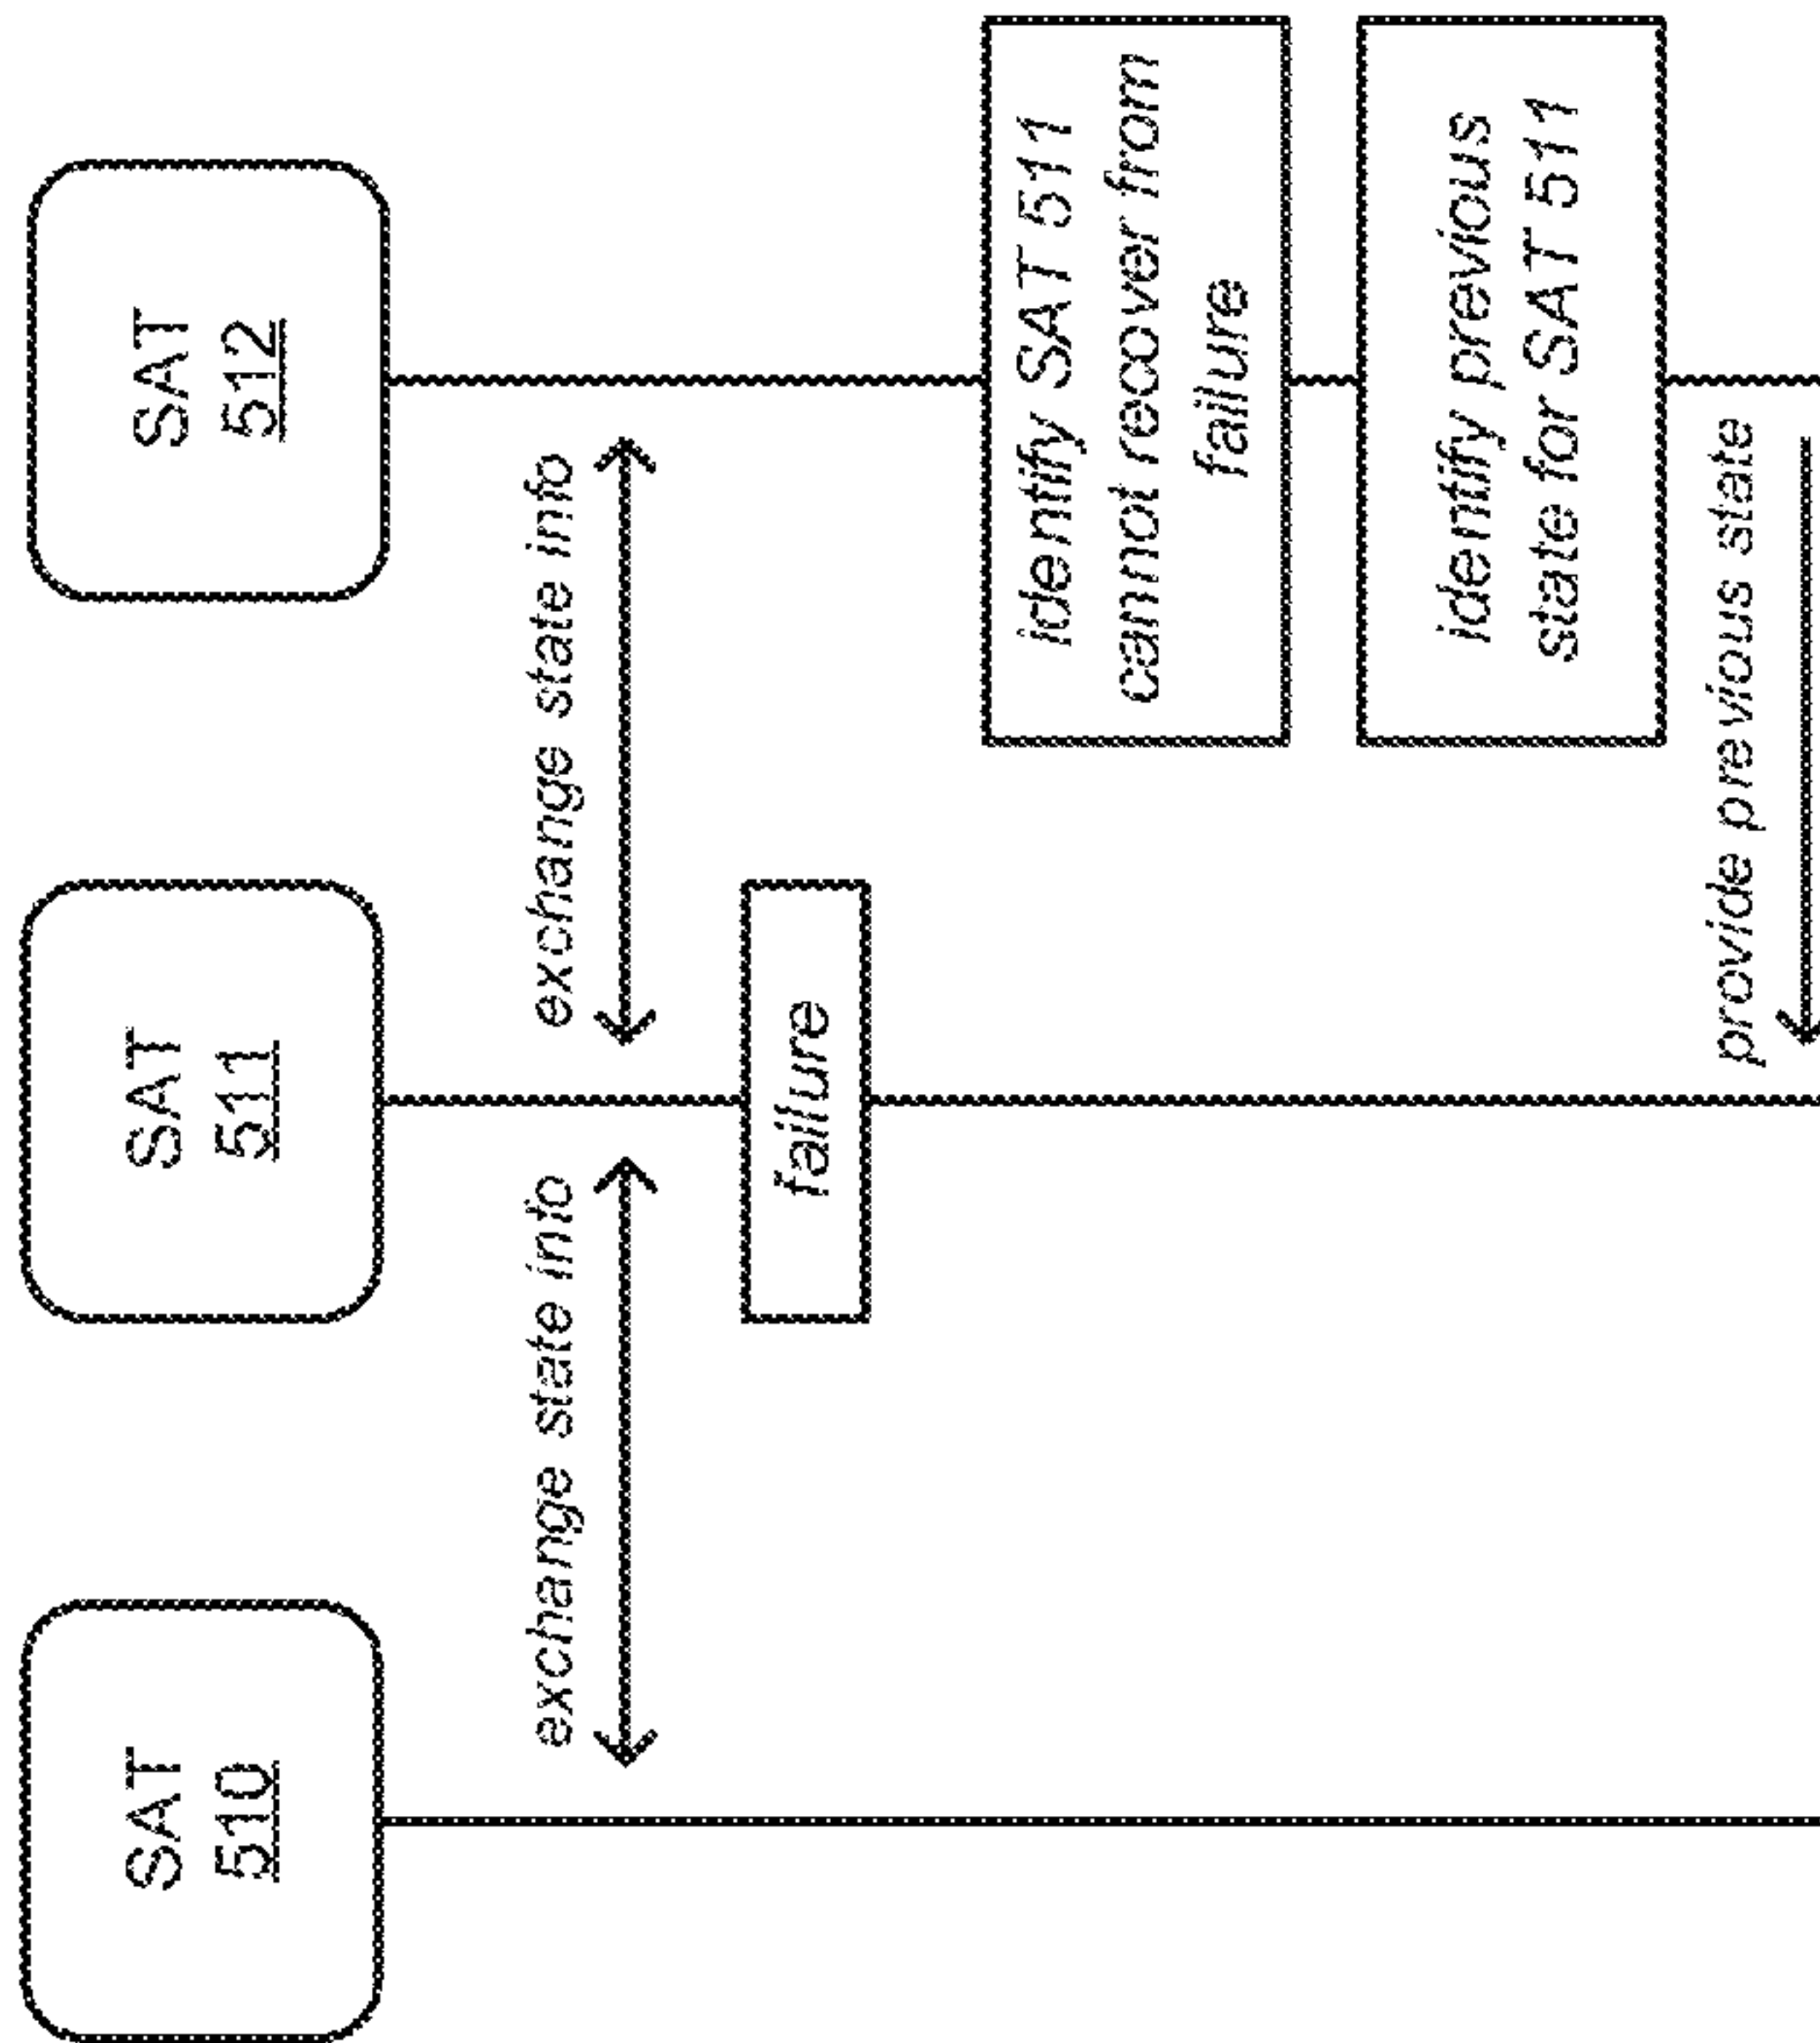 SAT
510
SAT
511
SAT
512
exchange state info
exchange state info
failure
identify SAT 511
cannot recover from
failure
identify previous
state for SAT 511
provide previous state